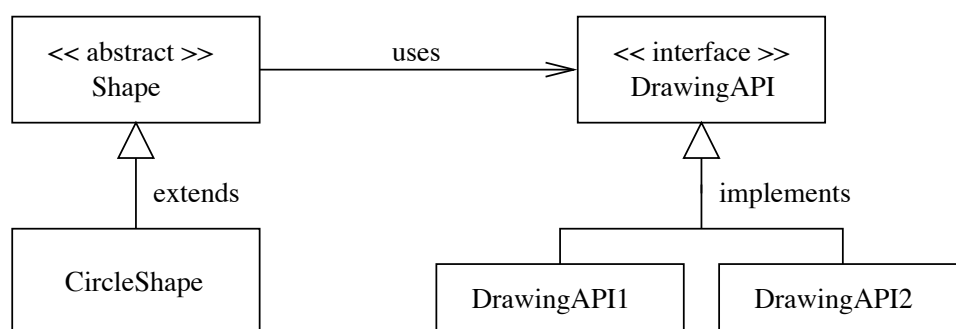 << abstract >>
Shape
uses
<< interface >>
DrawingAPI
extends
implements
CircleShape
DrawingAPI1
DrawingAPI2